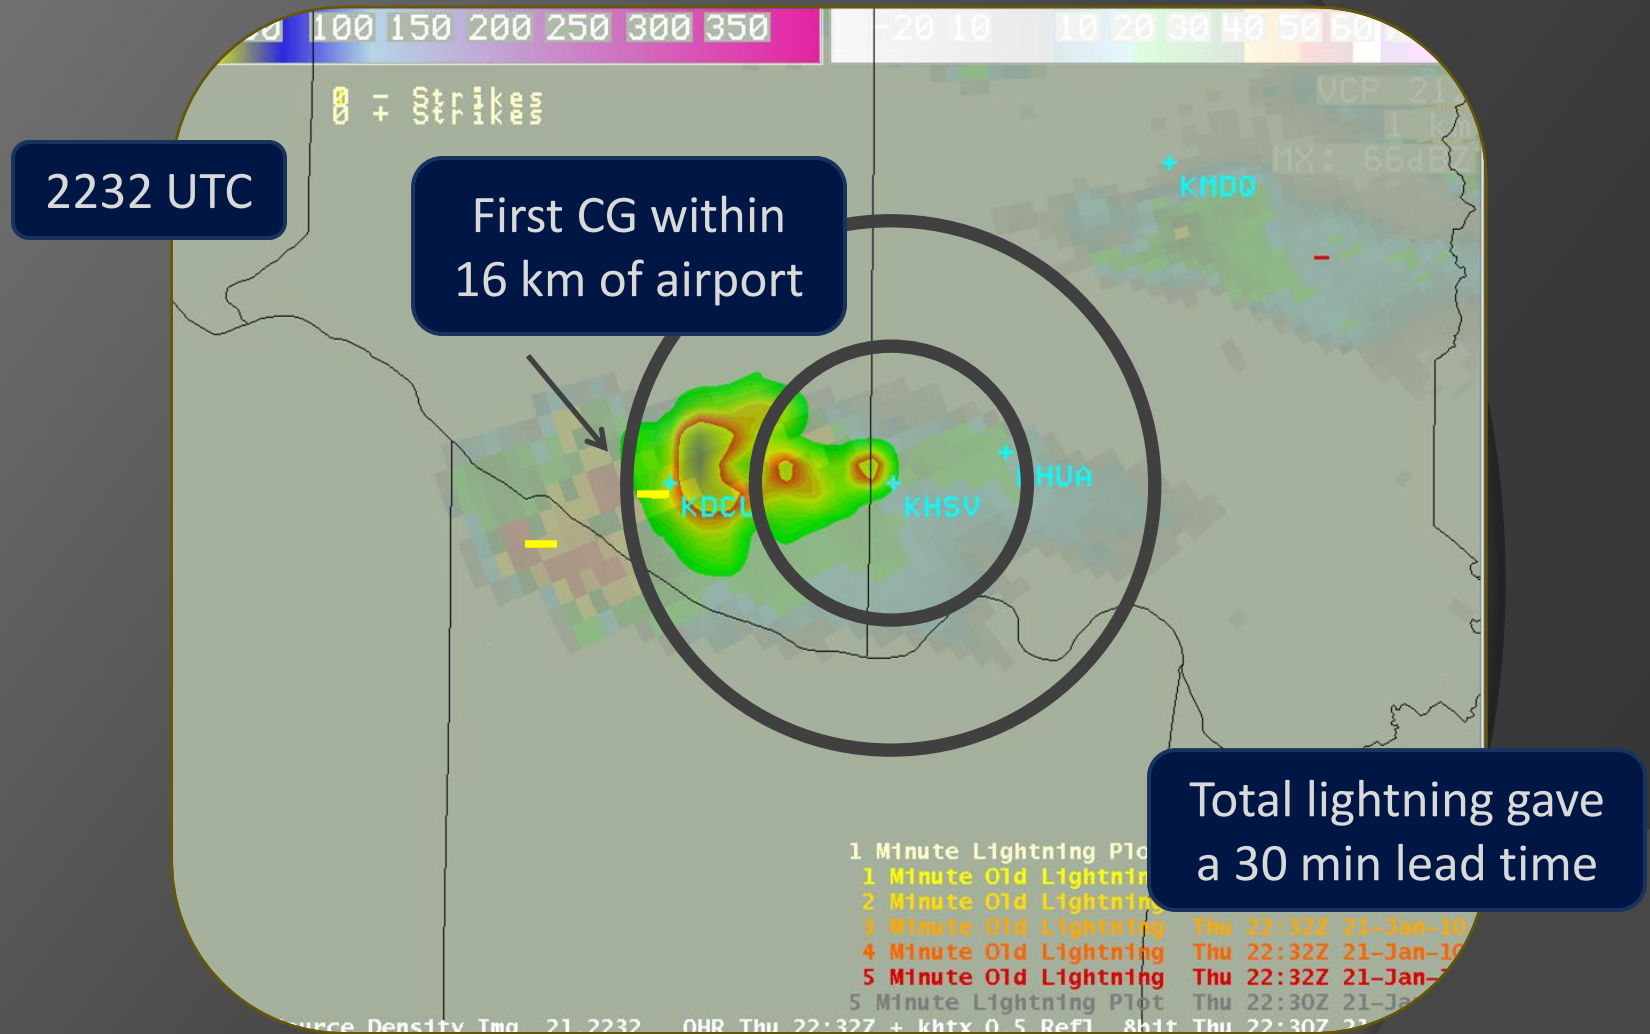 100 150 200 250 300 350
-20 10 10 20 30 40 50 60
0 - Strikes
0 + Strikes
VCP 21
1 km
MX: 66dBZ
2232 UTC
First CG within
16 km of airport
KMDQ
KDCU
KHSV
KHUA
Total lightning gave
a 30 min lead time
1 Minute Lightning
1 Minute Old
2 Minute Old Lightning
3 Minute Old Lightning Thu 22:32Z 21-Jan-10
4 Minute Old Lightning Thu 22:32Z 21-Jan-10
5 Minute Old Lightning Thu 22:32Z 21-Jan-
5 Minute Lightning Plot Thu 22:30Z
Density Img 21.2232 OHR Thu 22:32Z + khtx 0.5 Refl 8bit Thu 22:30Z